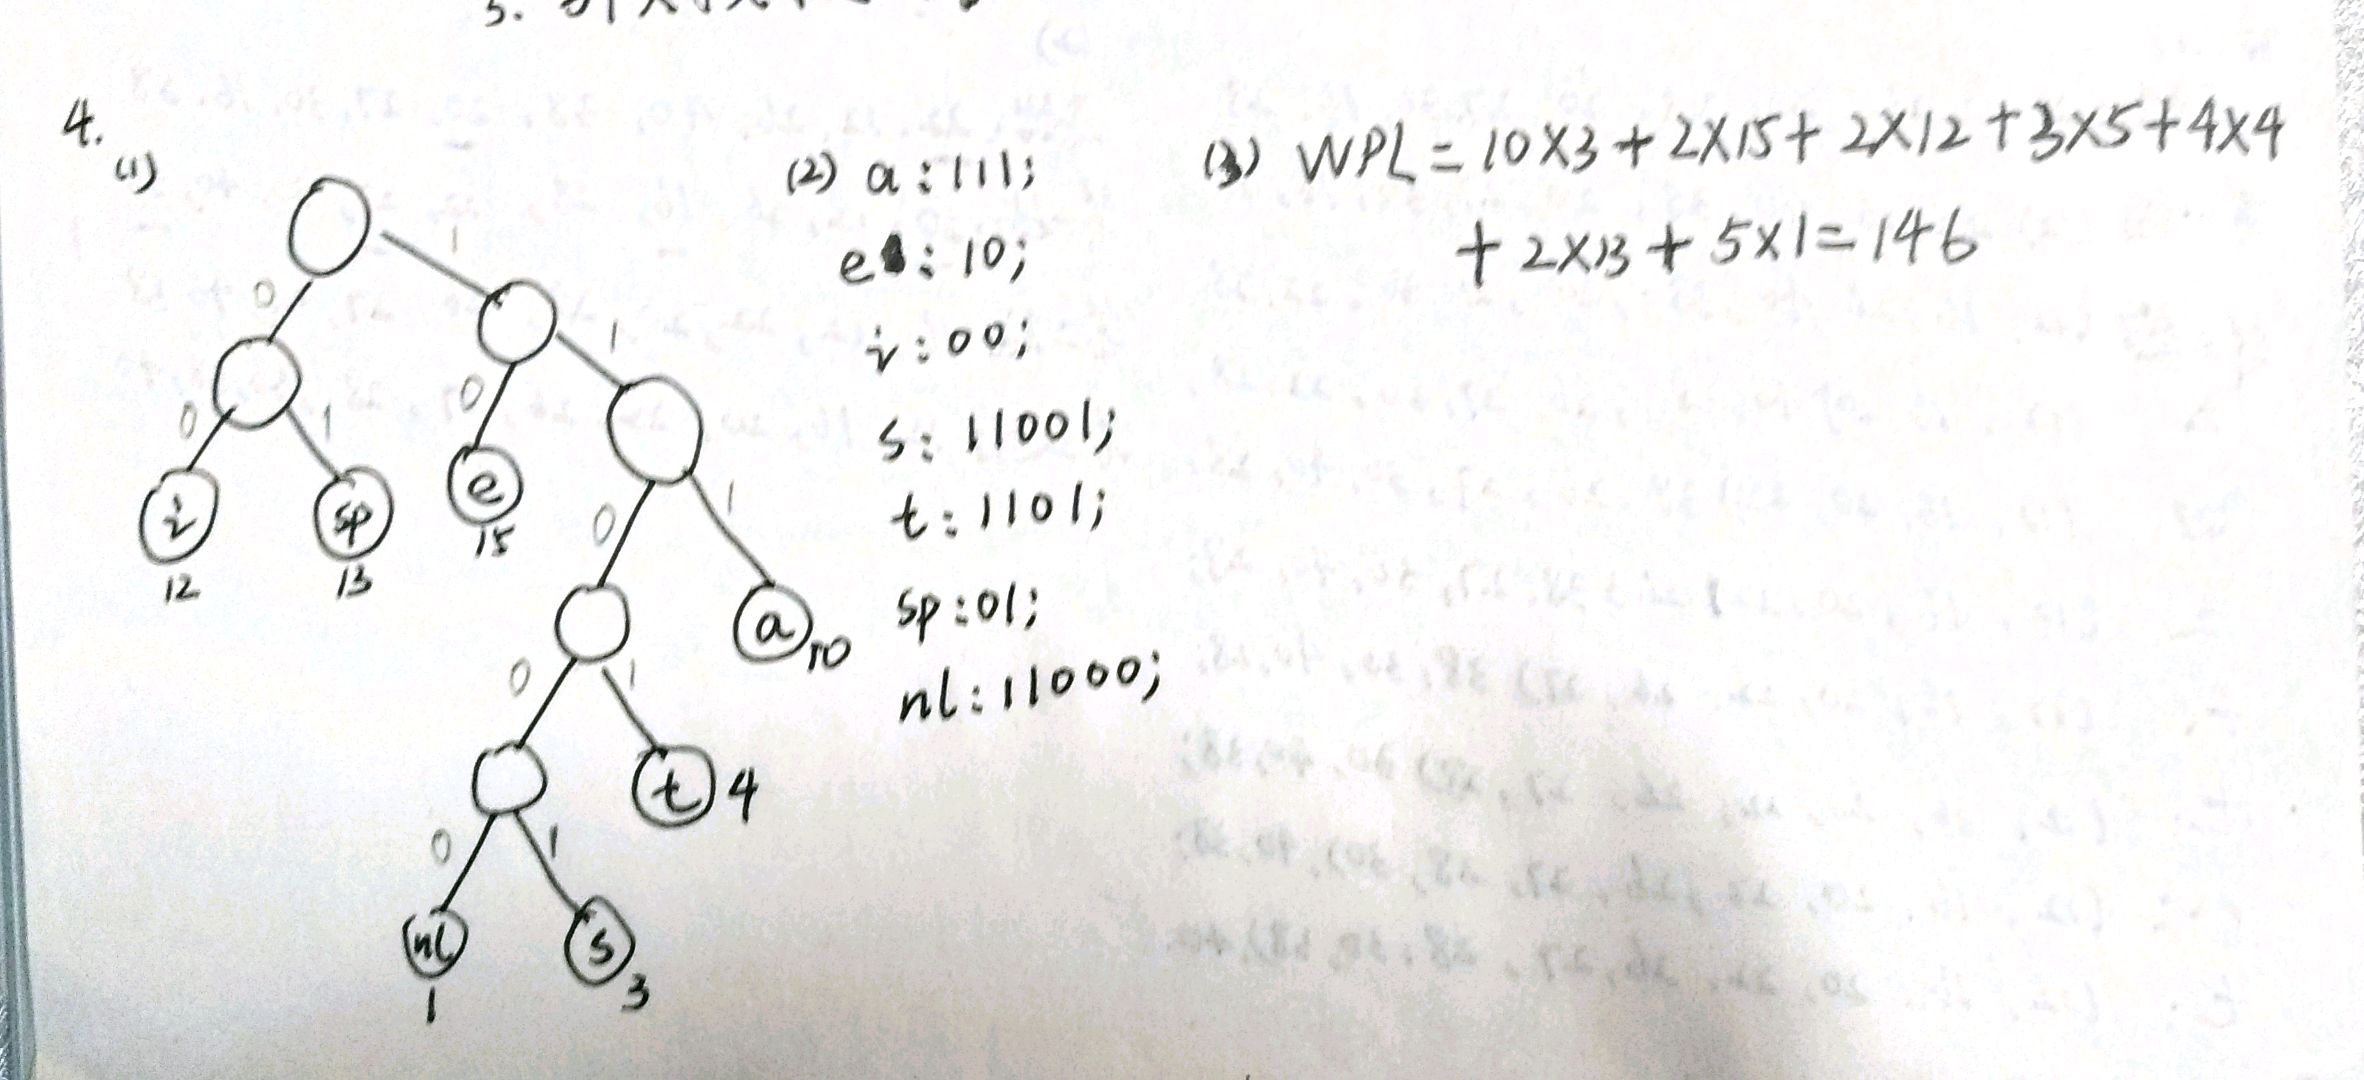 4.
(1)
1
0
1
0
1
0
i
12
sp
13
e
15
0
1
a
10
0
1
t
4
0
1
nl
1
s
3
(2) a:111;
e: 10;
i:00;
s: 11001;
t: 1101;
sp:01;
nl:11000;
(3) WPL = 10×3 + 2×15 + 2×12 + 3×5 + 4×4
+ 2×13 + 5×1 = 146